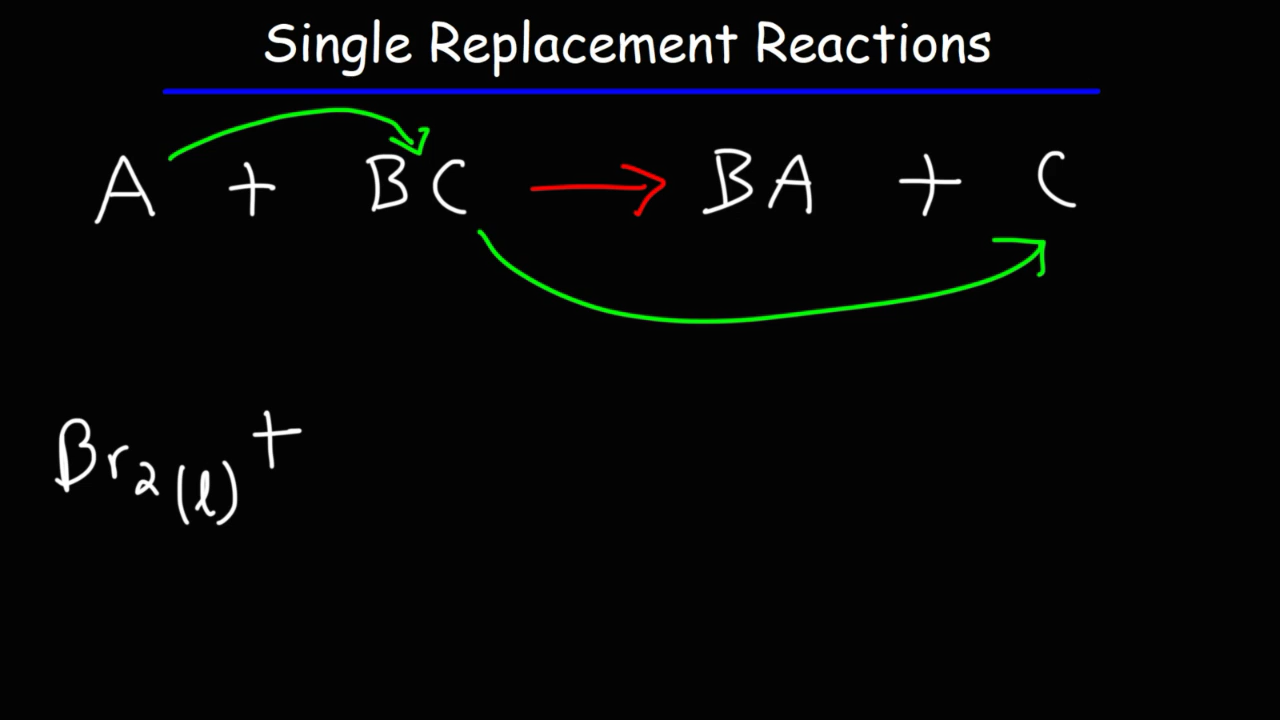 Single Replacement Reactions
A + BC → BA + C
Br₂(l) +